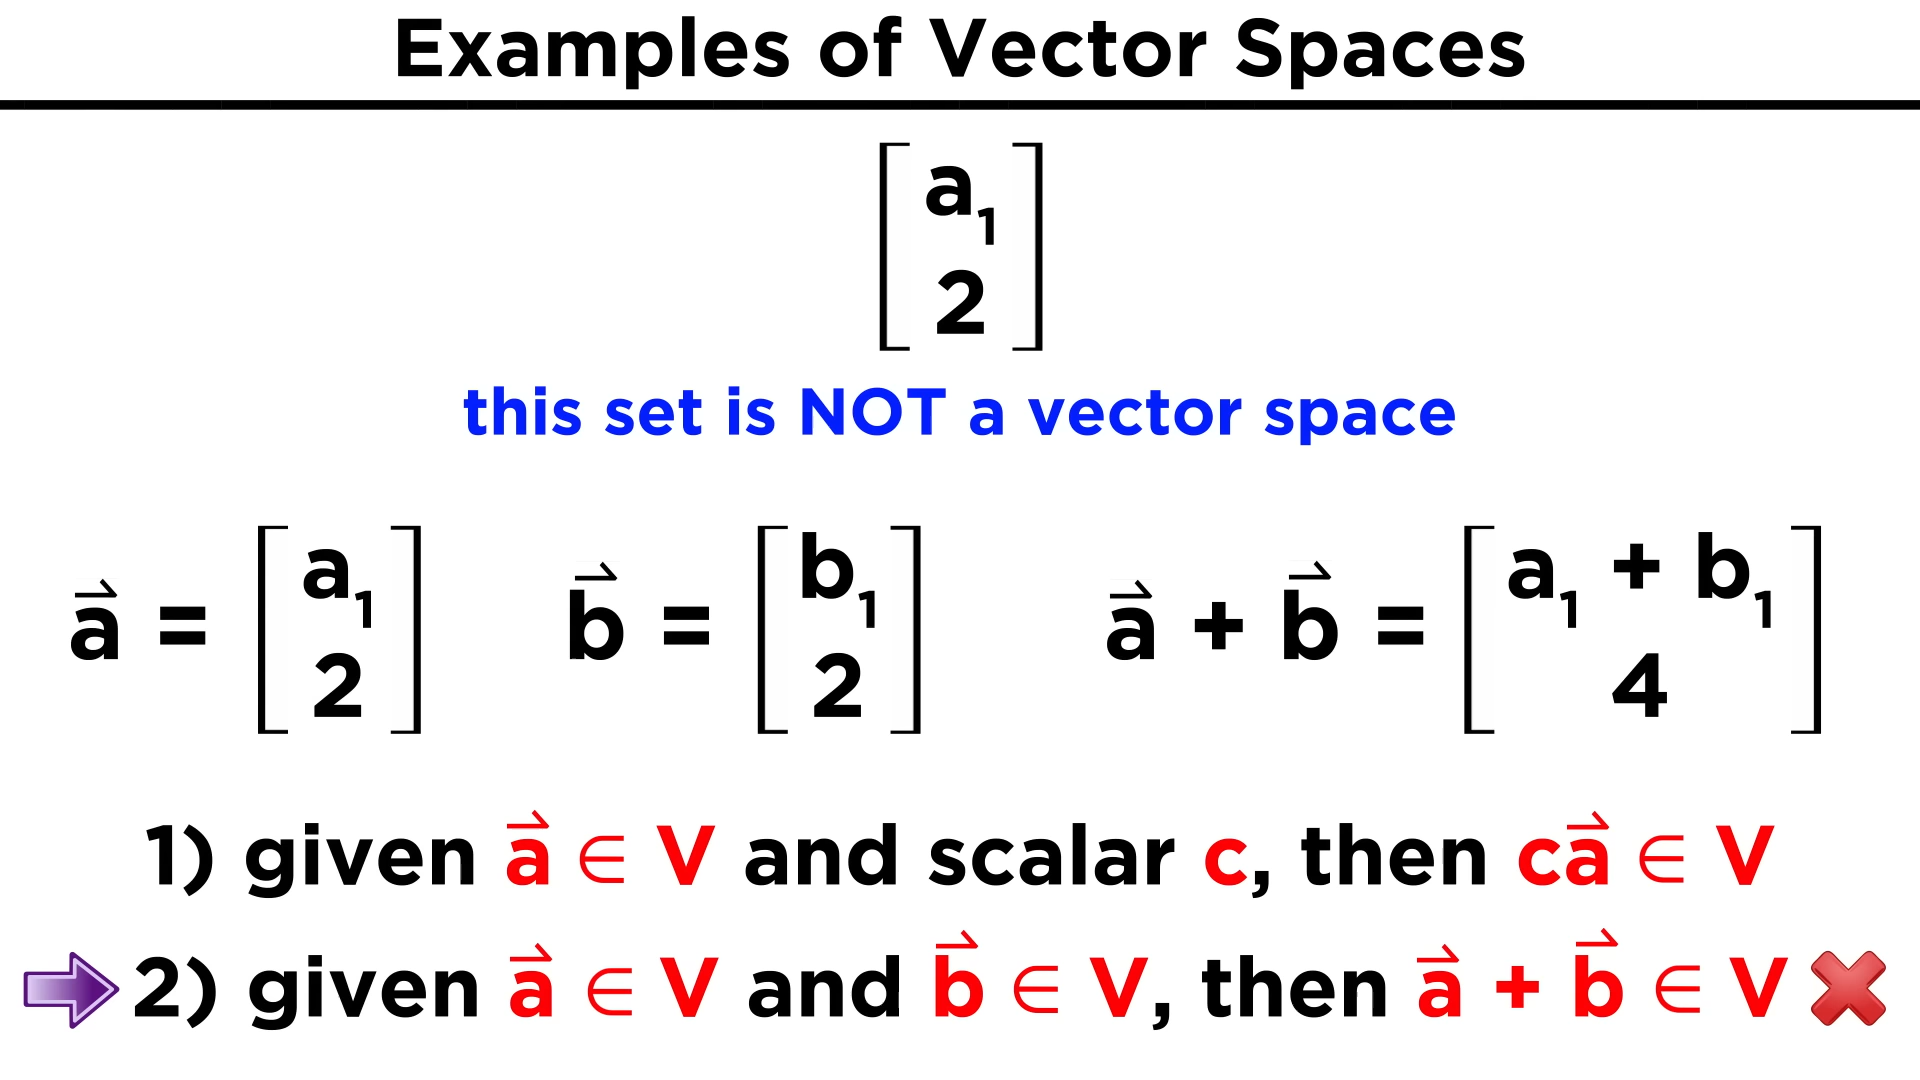 Examples of Vector Spaces
[a₁
2]
this set is NOT a vector space
a⃗ = [a₁ 2] b⃗ = [b₁ 2] a⃗ + b⃗ = [a₁ + b₁ 4]
1) given a⃗ ∈ V and scalar c, then ca⃗ ∈ V
2) given a⃗ ∈ V and b⃗ ∈ V, then a⃗ + b⃗ ∈ V